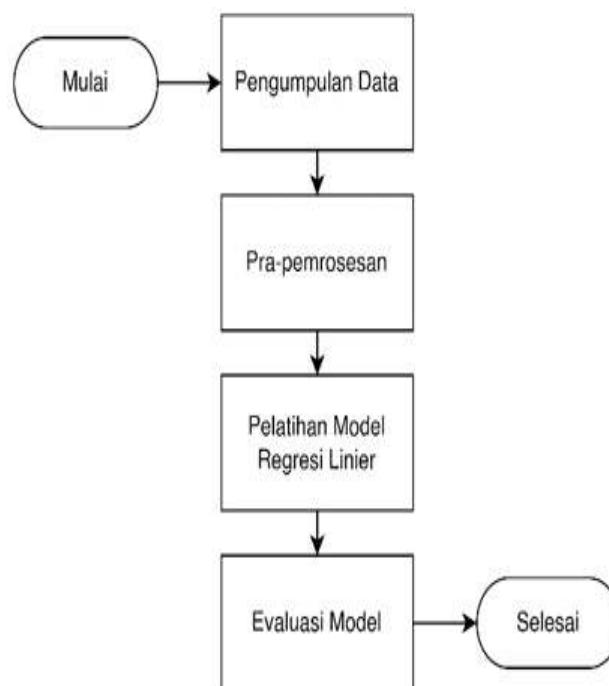 Mulai
Pengumpulan Data
Pra-pemrosesan
Pelatihan Model
Regresi Linier
Evaluasi Model
Selesai